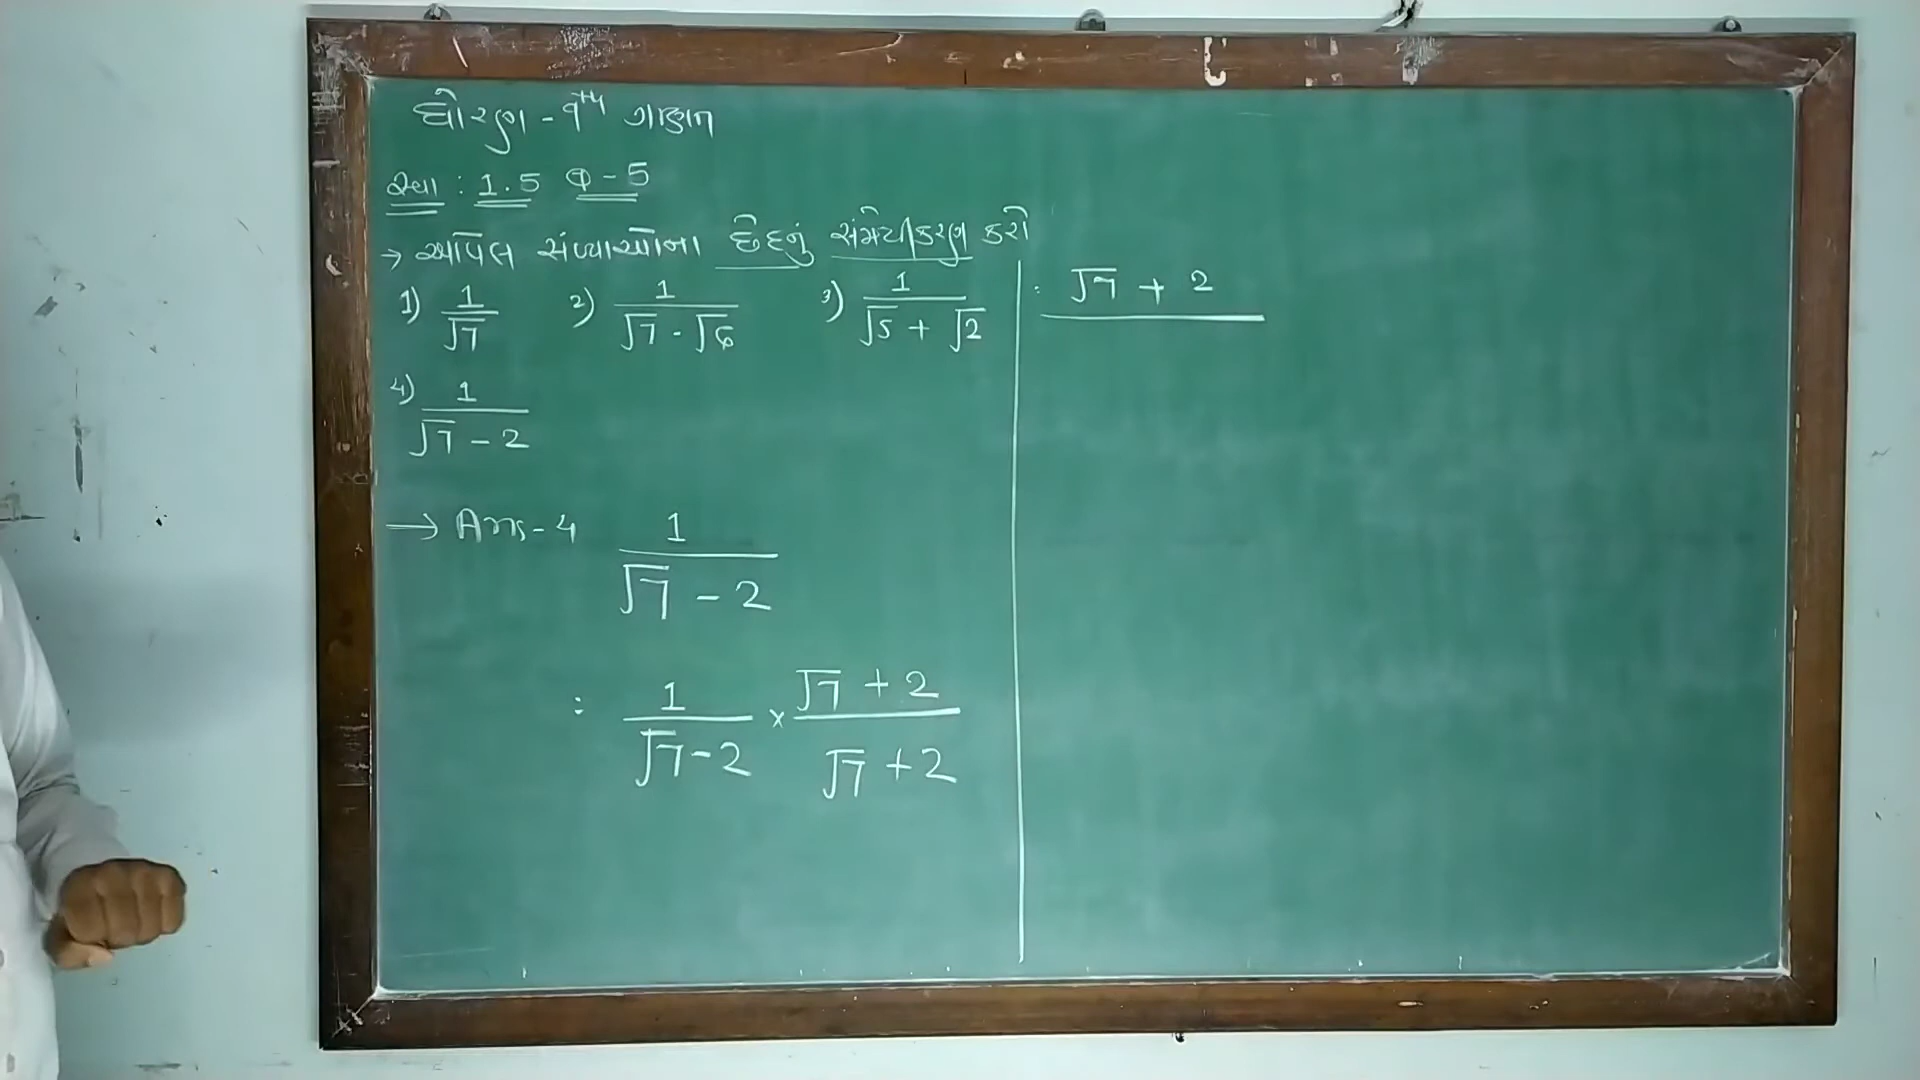 ધોરણ - 9th ગણિત
સ્વા : 1.5 Q - 5
→ આપેલ સંખ્યાઓના છેદનું સંમેયીકરણ કરો
1) 1/√7 2) 1/(√7 - √6) 3) 1/(√5 + √2)
4) 1/(√7 - 2)
→ Ans - 4 1/(√7 - 2)
: 1/(√7 - 2) × (√7 + 2)/(√7 + 2)
: √7 + 2